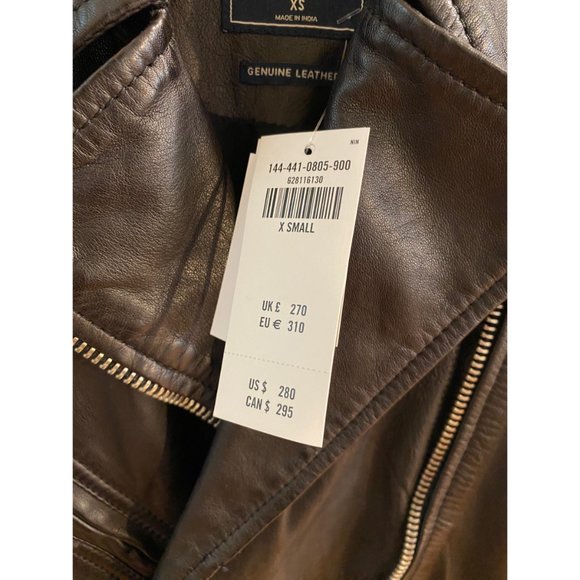 XS
MADE IN INDIA
GENUINE LEATHER
NIN
144-441-0805-900
628116130
X SMALL
UK £ 270
EU € 310
US $ 280
CAN $ 295